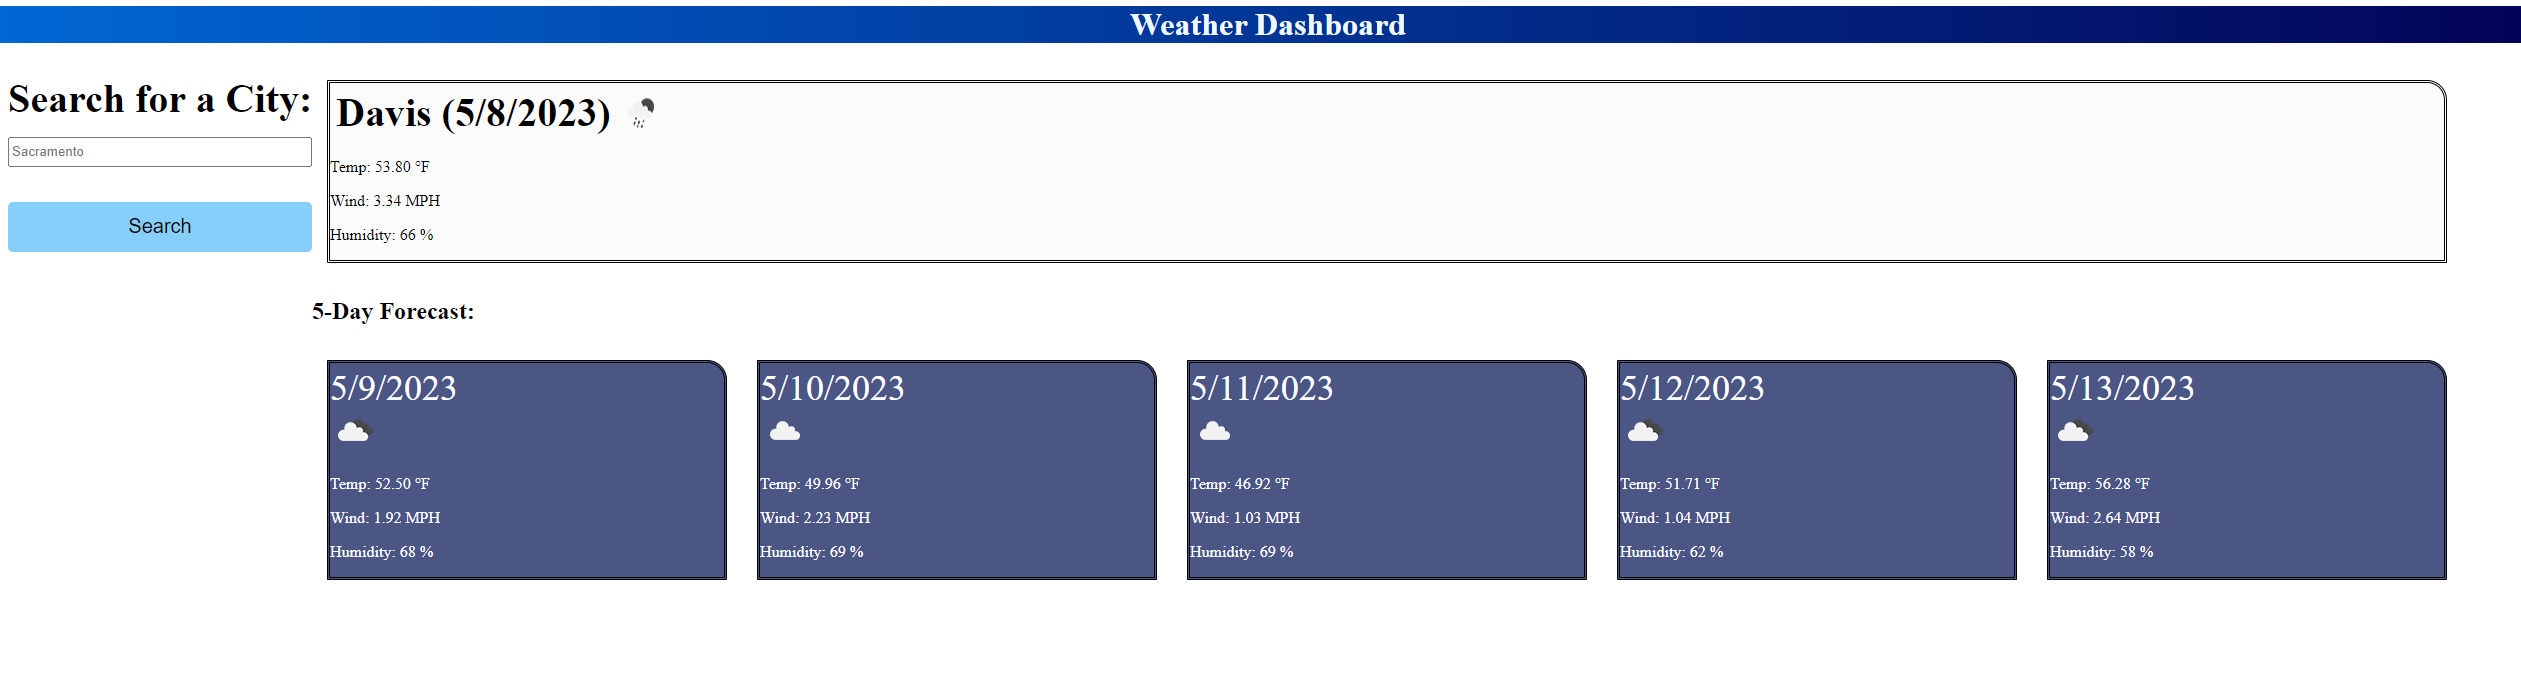 Weather Dashboard
Search for a City:
Sacramento
Search
Davis (5/8/2023)
Temp: 53.80 °F
Wind: 3.34 MPH
Humidity: 66 %
5-Day Forecast:
5/9/2023
Temp: 52.50 °F
Wind: 1.92 MPH
Humidity: 68 %
5/10/2023
Temp: 49.96 °F
Wind: 2.23 MPH
Humidity: 69 %
5/11/2023
Temp: 46.92 °F
Wind: 1.03 MPH
Humidity: 69 %
5/12/2023
Temp: 51.71 °F
Wind: 1.04 MPH
Humidity: 62 %
5/13/2023
Temp: 56.28 °F
Wind: 2.64 MPH
Humidity: 58 %